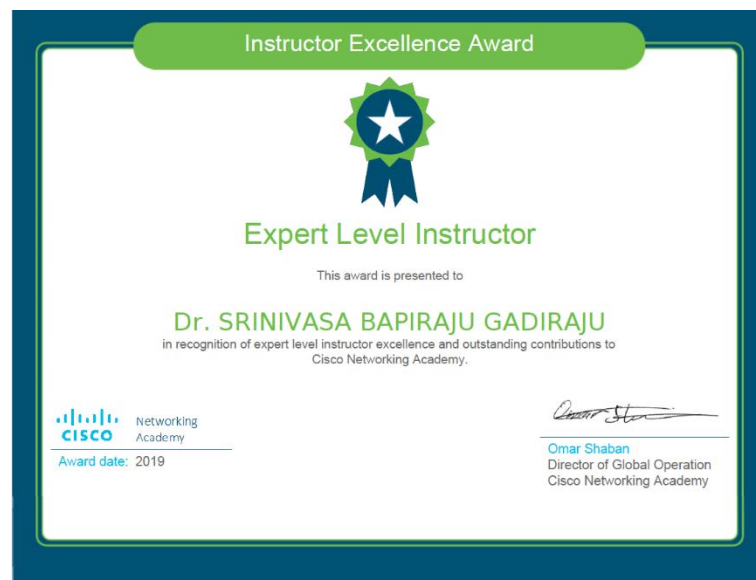 Instructor Excellence Award
Expert Level Instructor
This award is presented to
Dr. SRINIVASA BAPIRAJU GADIRAJU
in recognition of expert level instructor excellence and outstanding contributions to
Cisco Networking Academy.
CISCO
Networking
Academy
Award date: 2019
Omar Shaban
Director of Global Operation
Cisco Networking Academy